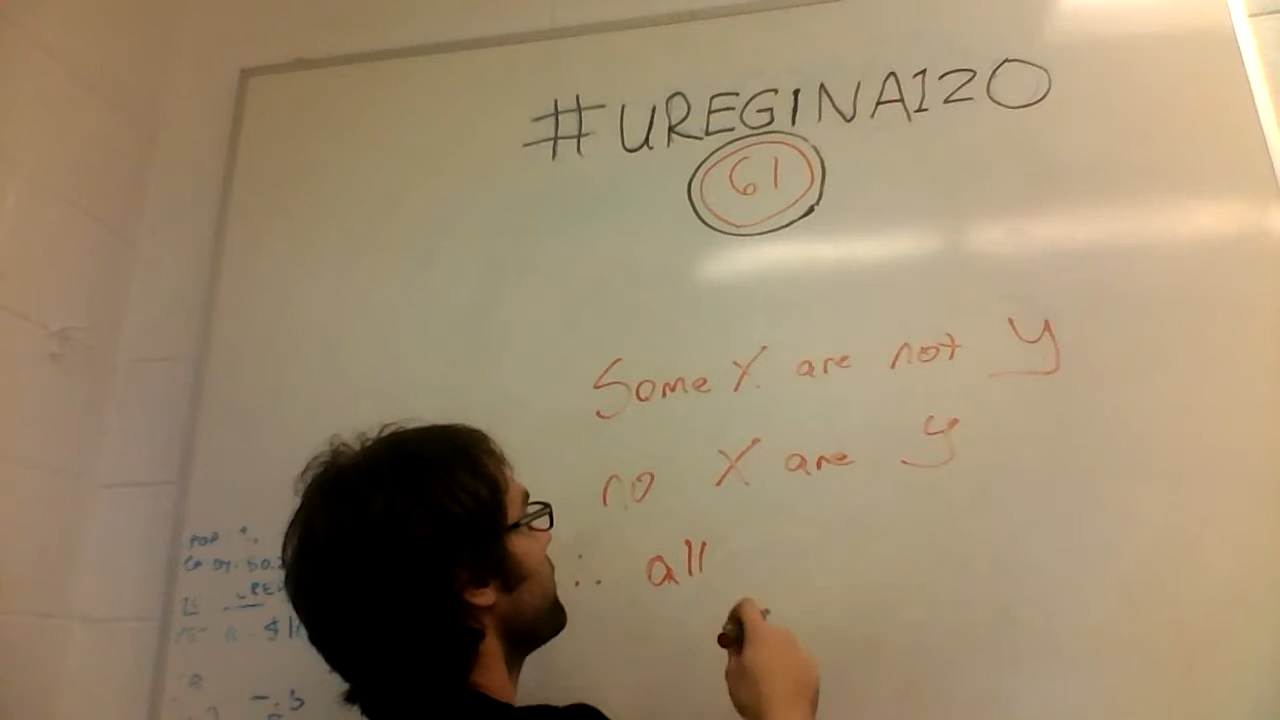 #UREGINA120
61
Some X are not y
no X are y
∴ all